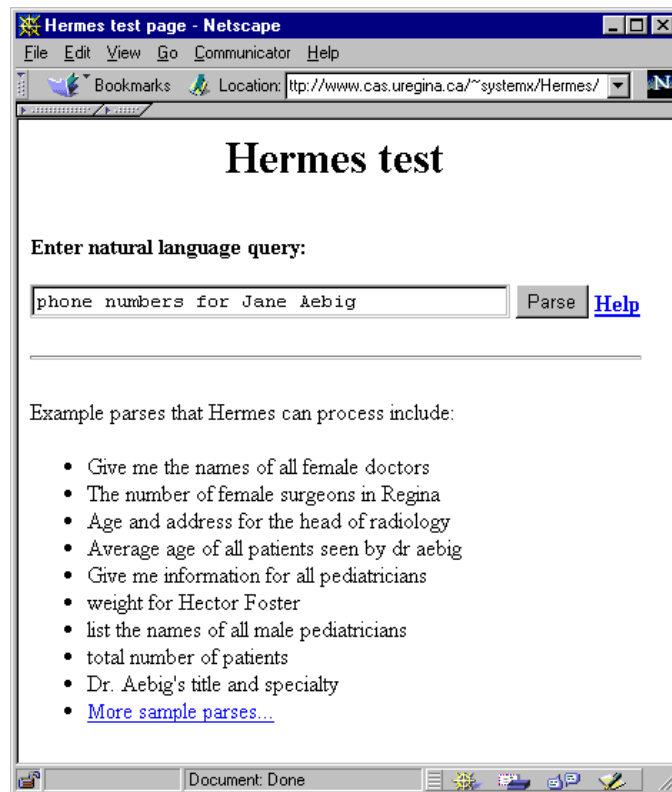 Hermes test page - Netscape
File Edit View Go Communicator Help
Bookmarks Location: ttp://www.cas.uregina.ca/~systemx/Hermes/ N
Hermes test
Enter natural language query:
phone numbers for Jane Aebig Parse Help
Example parses that Hermes can process include:
• Give me the names of all female doctors
• The number of female surgeons in Regina
• Age and address for the head of radiology
• Average age of all patients seen by dr aebig
• Give me information for all pediatricians
• weight for Hector Foster
• list the names of all male pediatricians
• total number of patients
• Dr. Aebig's title and specialty
• More sample parses...
Document: Done